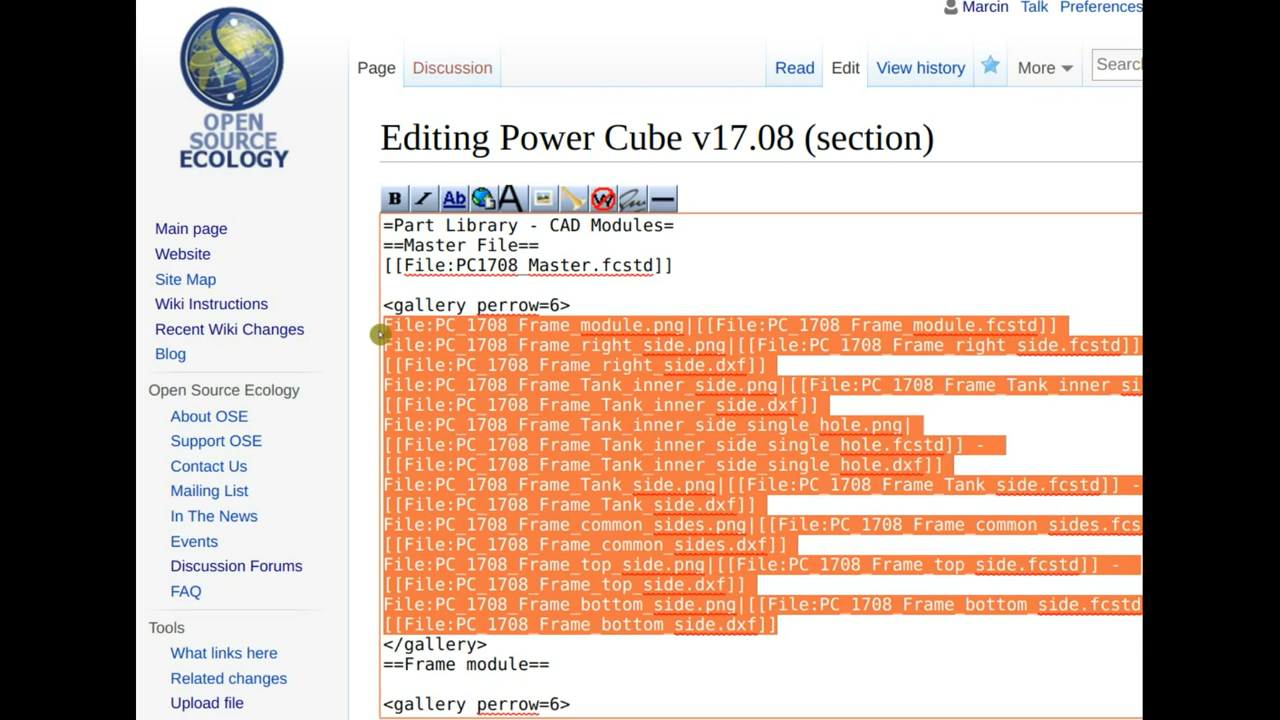 Marcin Talk Preferences
Page Discussion Read Edit View history More Searc
OPEN
SOURCE
ECOLOGY
Main page
Website
Site Map
Wiki Instructions
Recent Wiki Changes
Blog
Open Source Ecology
About OSE
Support OSE
Contact Us
Mailing List
In The News
Events
Discussion Forums
FAQ
Tools
What links here
Related changes
Upload file
Editing Power Cube v17.08 (section)
B I Ab A W
=Part Library - CAD Modules=
==Master File==
[[File:PC1708_Master.fcstd]]
<gallery perrow=6>
File:PC_1708_Frame_module.png|[[File:PC_1708_Frame_module.fcstd]]
File:PC_1708_Frame_right_side.png|[[File:PC_1708_Frame_right_side.fcstd]]
[[File:PC_1708_Frame_right_side.dxf]]
File:PC_1708_Frame_Tank_inner_side.png|[[File:PC_1708_Frame_Tank_inner_si
[[File:PC_1708_Frame_Tank_inner_side.dxf]]
File:PC_1708_Frame_Tank_inner_side_single_hole.png|
[[File:PC_1708_Frame_Tank_inner_side_single_hole.fcstd]] -
[[File:PC_1708_Frame_Tank_inner_side_single_hole.dxf]]
File:PC_1708_Frame_Tank_side.png|[[File:PC_1708_Frame_Tank_side.fcstd]] -
[[File:PC_1708_Frame_Tank_side.dxf]]
File:PC_1708_Frame_common_sides.png|[[File:PC_1708_Frame_common_sides.fcs
[[File:PC_1708_Frame_common_sides.dxf]]
File:PC_1708_Frame_top_side.png|[[File:PC_1708_Frame_top_side.fcstd]] -
[[File:PC_1708_Frame_top_side.dxf]]
File:PC_1708_Frame_bottom_side.png|[[File:PC_1708_Frame_bottom_side.fcstd
[[File:PC_1708_Frame_bottom_side.dxf]]
</gallery>
==Frame module==
<gallery perrow=6>